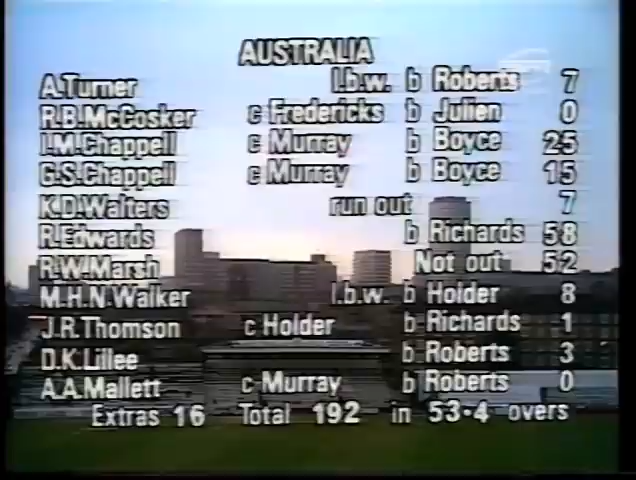 AUSTRALIA
A.Turner l.b.w. b Roberts 7
R.B.McCosker c Fredericks b Julien 0
I.M.Chappell c Murray b Boyce 25
G.S.Chappell c Murray b Boyce 15
K.D.Walters run out 7
R.Edwards b Richards 58
R.W.Marsh Not out 52
M.H.N.Walker l.b.w. b Holder 8
J.R.Thomson c Holder b Richards 1
D.K.Lillee b Roberts 3
A.A.Mallett c Murray b Roberts 0
Extras 16 Total 192 in 53·4 overs